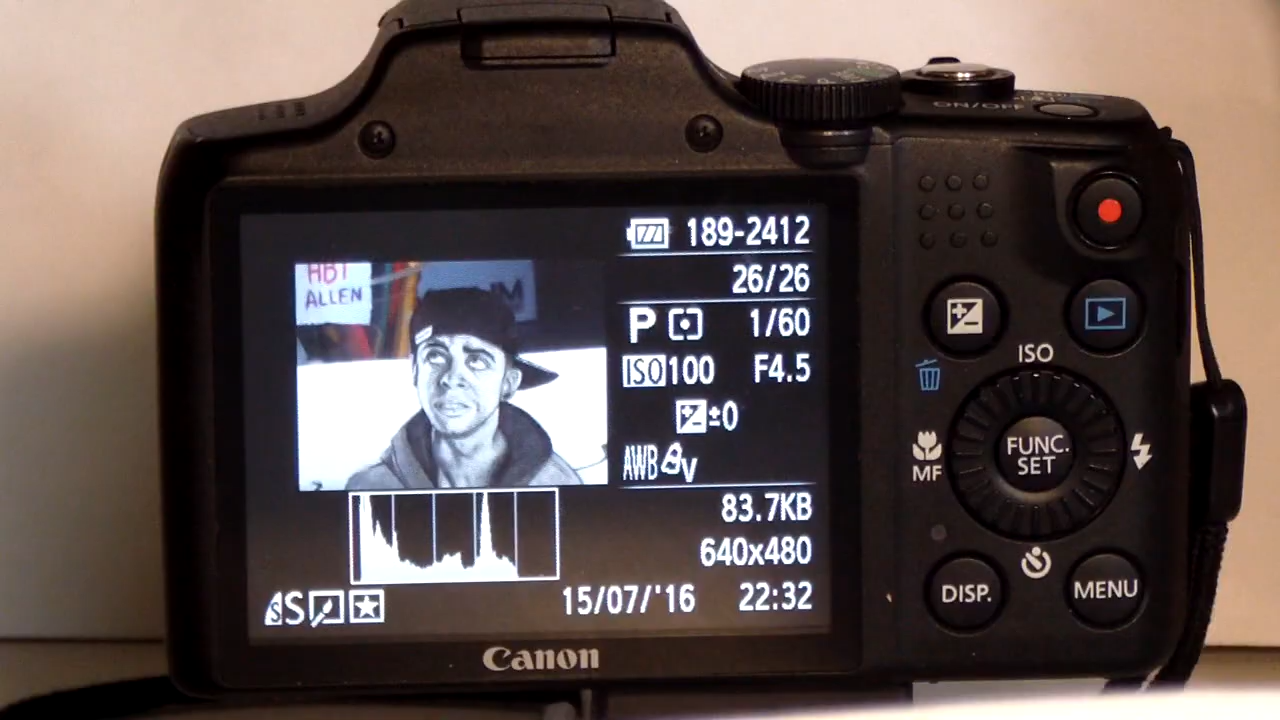 ON/OFF
189-2412
26/26
P 1/60
ISO100 F4.5
±0
AWB V
83.7KB
640x480
S 15/07/'16 22:32
HBT
ALLEN
Canon
ISO
FUNC.
SET
MF
DISP.
MENU